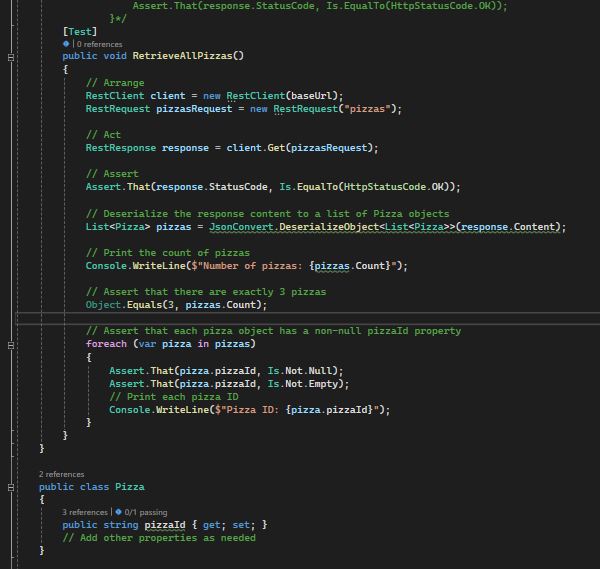 Assert.That(response.StatusCode, Is.EqualTo(HttpStatusCode.OK));
}*/
[Test]
| 0 references
public void RetrieveAllPizzas()
{
// Arrange
RestClient client = new RestClient(baseUrl);
RestRequest pizzasRequest = new RestRequest("pizzas");
// Act
RestResponse response = client.Get(pizzasRequest);
// Assert
Assert.That(response.StatusCode, Is.EqualTo(HttpStatusCode.OK));
// Deserialize the response content to a list of Pizza objects
List<Pizza> pizzas = JsonConvert.DeserializeObject<List<Pizza>>(response.Content);
// Print the count of pizzas
Console.WriteLine($"Number of pizzas: {pizzas.Count}");
// Assert that there are exactly 3 pizzas
Object.Equals(3, pizzas.Count);
// Assert that each pizza object has a non-null pizzaId property
foreach (var pizza in pizzas)
{
Assert.That(pizza.pizzaId, Is.Not.Null);
Assert.That(pizza.pizzaId, Is.Not.Empty);
// Print each pizza ID
Console.WriteLine($"Pizza ID: {pizza.pizzaId}");
}
}
}
2 references
public class Pizza
{
3 references | 0/1 passing
public string pizzaId { get; set; }
// Add other properties as needed
}